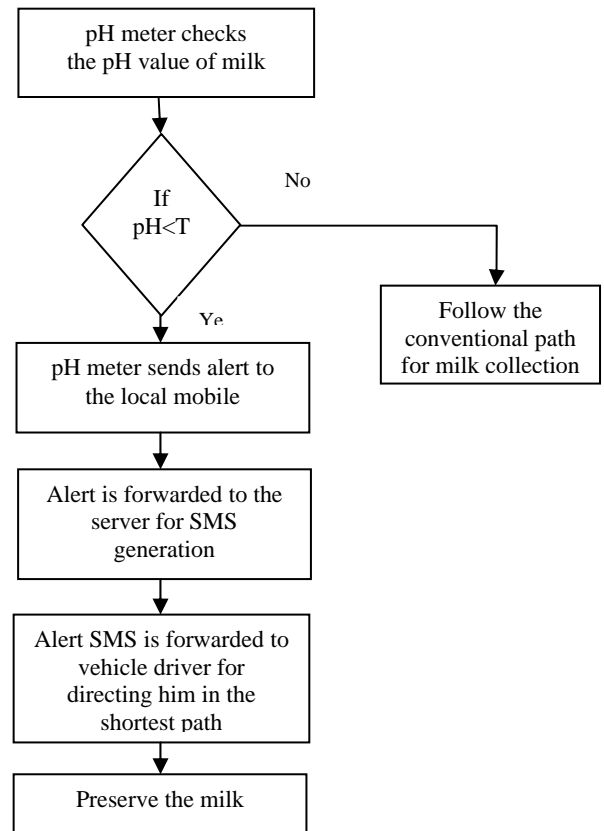 pH meter checks
the pH value of milk
If
pH<T
No
Ye
Follow the
conventional path
for milk collection
pH meter sends alert to
the local mobile
Alert is forwarded to the
server for SMS
generation
Alert SMS is forwarded to
vehicle driver for
directing him in the
shortest path
Preserve the milk